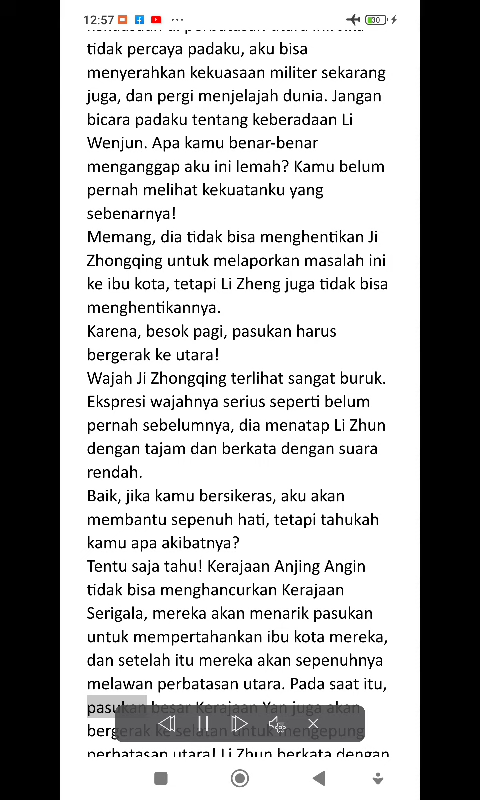 12:57
30
tidak percaya padaku, aku bisa
menyerahkan kekuasaan militer sekarang
juga, dan pergi menjelajah dunia. Jangan
bicara padaku tentang keberadaan Li
Wenjun. Apa kamu benar-benar
menganggap aku ini lemah? Kamu belum
pernah melihat kekuatanku yang
sebenarnya!
Memang, dia tidak bisa menghentikan Ji
Zhongqing untuk melaporkan masalah ini
ke ibu kota, tetapi Li Zheng juga tidak bisa
menghentikannya.
Karena, besok pagi, pasukan harus
bergerak ke utara!
Wajah Ji Zhongqing terlihat sangat buruk.
Ekspresi wajahnya serius seperti belum
pernah sebelumnya, dia menatap Li Zhun
dengan tajam dan berkata dengan suara
rendah.
Baik, jika kamu bersikeras, aku akan
membantu sepenuh hati, tetapi tahukah
kamu apa akibatnya?
Tentu saja tahu! Kerajaan Anjing Angin
tidak bisa menghancurkan Kerajaan
Serigala, mereka akan menarik pasukan
untuk mempertahankan ibu kota mereka,
dan setelah itu mereka akan sepenuhnya
melawan perbatasan utara. Pada saat itu,
pasukan besar Kerajaan Yan juga akan
bergerak ke selatan untuk mengepung
perbatasan utara! Li Zhun berkata dengan